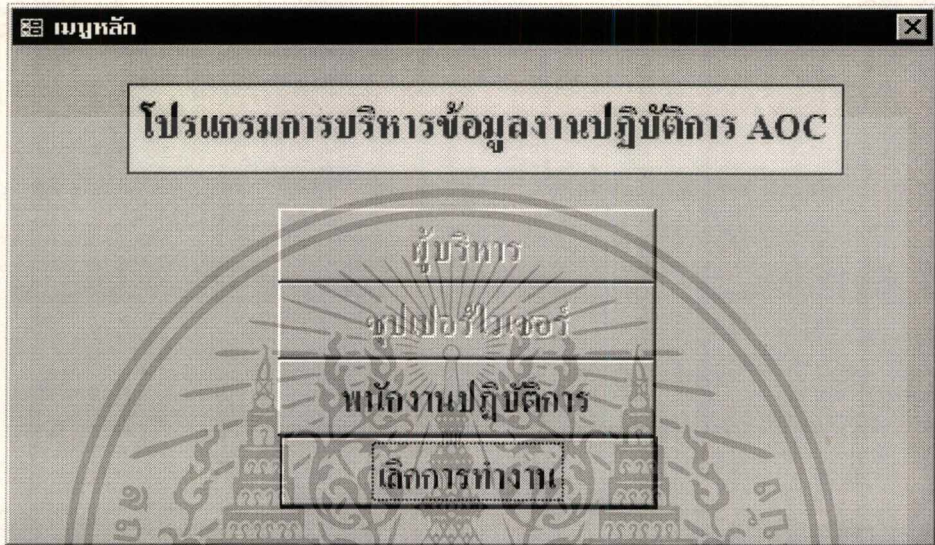 เมนูหลัก
โปรแกรมการบริหารข้อมูลงานปฏิบัติการ AOC
ผู้บริหาร
ซุปเปอร์ไวเซอร์
พนักงานปฏิบัติการ
เลิกการทำงาน